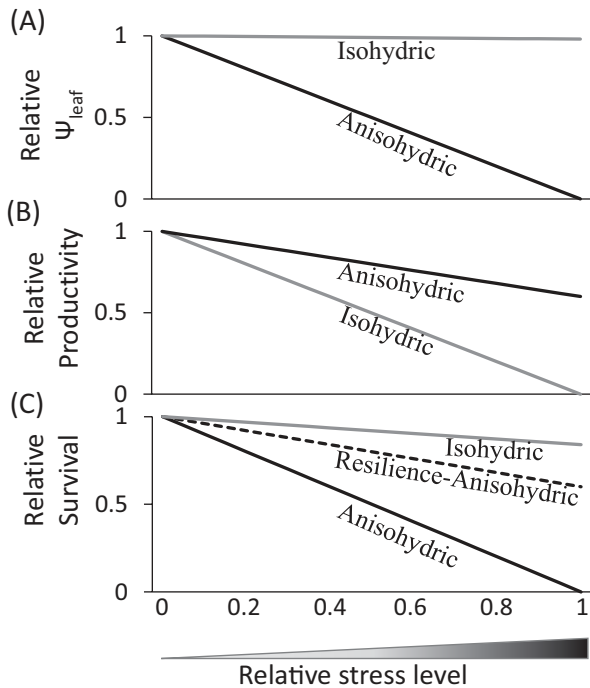 (A)
1
0.5
0
Relative
Ψleaf
Isohydric
Anisohydric
(B)
1
0.5
0
Relative
Productivity
Anisohydric
Isohydric
(C)
1
0.5
0
Relative
Survival
Isohydric
Resilience-Anisohydric
Anisohydric
0 0.2 0.4 0.6 0.8 1
Relative stress level